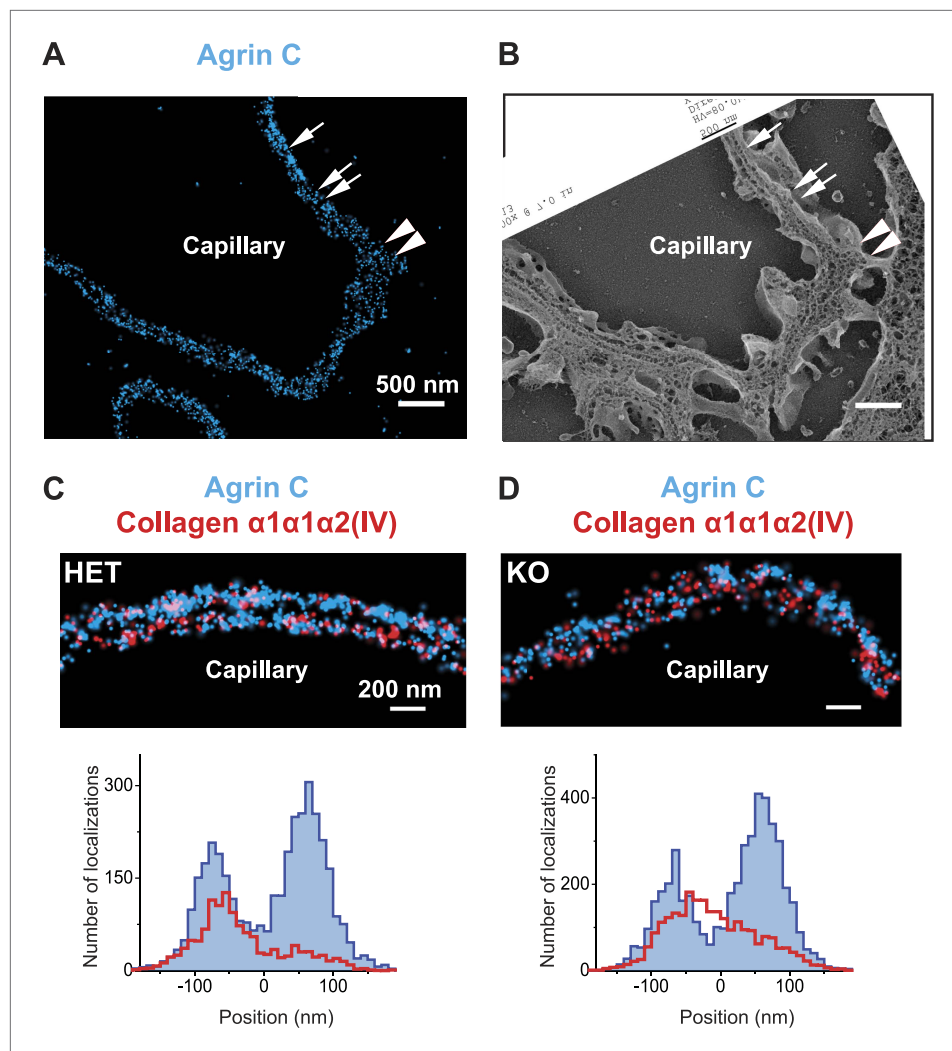 A
Agrin C
Capillary
500 nm
B
Capillary
500 nm
C
Agrin C
Collagen α1α1α2(IV)
HET
Capillary
200 nm
D
Agrin C
Collagen α1α1α2(IV)
KO
Capillary
Number of localizations
300
150
0
-100
0
100
Position (nm)
Number of localizations
400
200
0
-100
0
100
Position (nm)